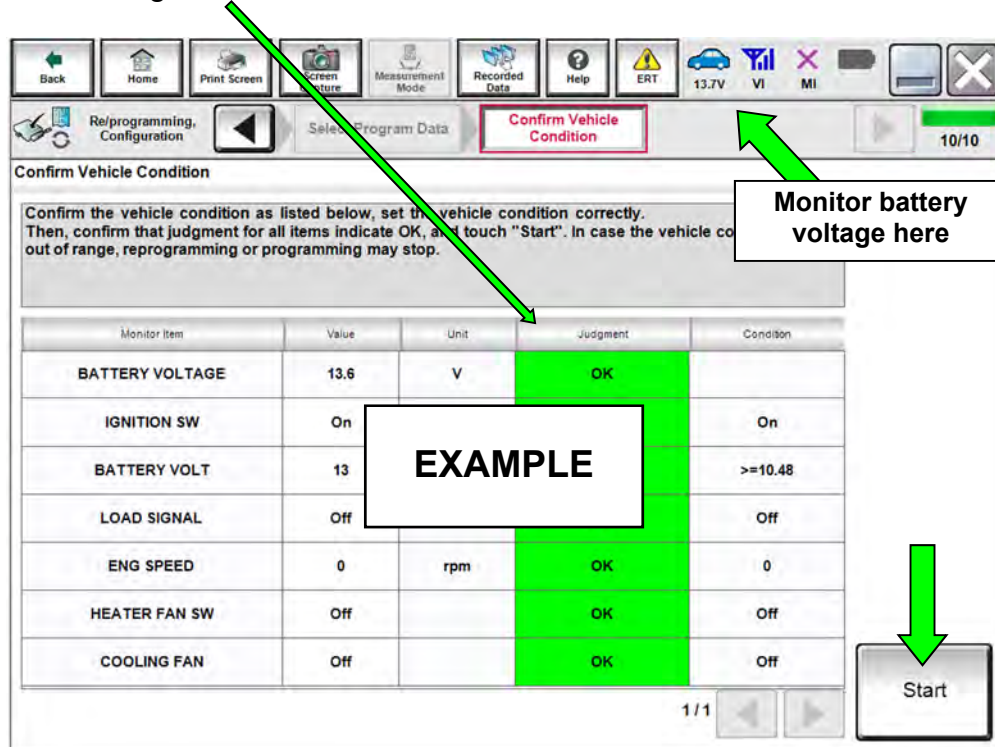 Back
Home
Print Screen
Screen Capture
Measurement Mode
Recorded Data
Help
ERT
13.7V
VI
MI
Re/programming, Configuration
Select Program Data
Confirm Vehicle Condition
10/10
Confirm Vehicle Condition
Monitor battery
voltage here
Confirm the vehicle condition as listed below, set the vehicle condition correctly.
Then, confirm that judgment for all items indicate OK, and touch "Start". In case the vehicle
out of range, reprogramming or programming may stop.
Monitor Item Value Unit Judgment Condition
BATTERY VOLTAGE 13.6 V OK
IGNITION SW On On
BATTERY VOLT 13 >=10.48
EXAMPLE
LOAD SIGNAL Off Off
ENG SPEED 0 rpm OK 0
HEATER FAN SW Off OK Off
COOLING FAN Off OK Off
1/1
Start